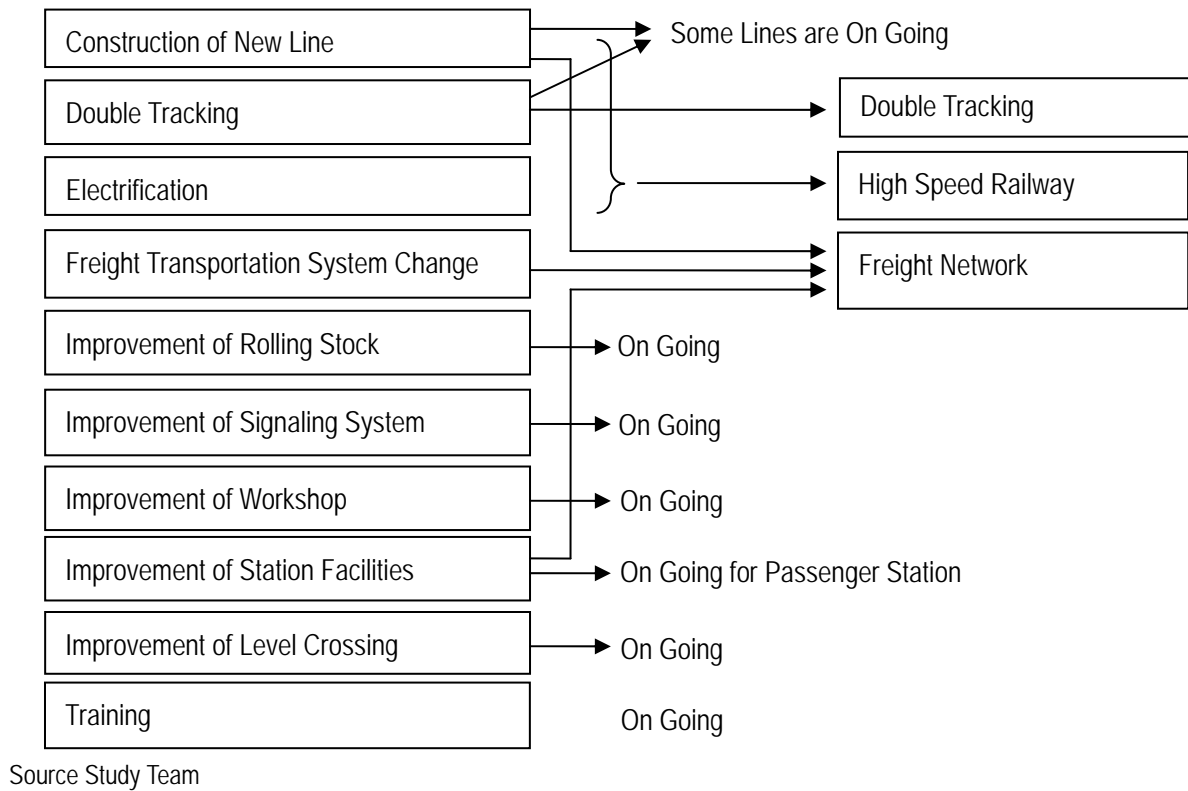 Construction of New Line
Some Lines are On Going
Double Tracking
Double Tracking
Electrification
High Speed Railway
Freight Transportation System Change
Freight Network
Improvement of Rolling Stock
On Going
Improvement of Signaling System
On Going
Improvement of Workshop
On Going
Improvement of Station Facilities
On Going for Passenger Station
Improvement of Level Crossing
On Going
Training
On Going
Source Study Team